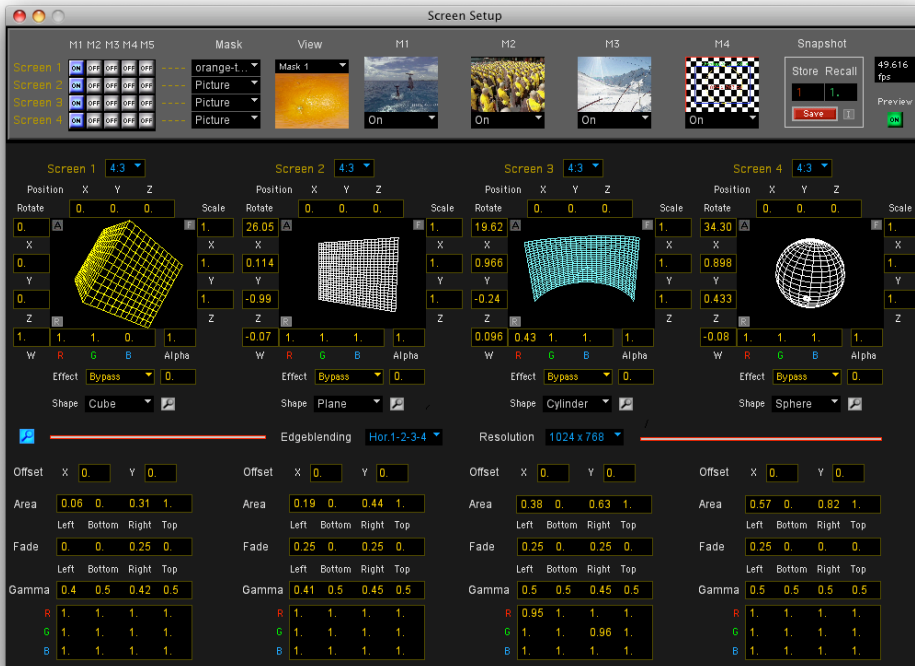 Screen Setup
M1 M2 M3 M4 M5 Mask View M1 M2 M3 M4 Snapshot
Screen 1 ON OFF OFF OFF OFF ---- orange-t... Mask 1
Screen 2 ON OFF OFF OFF OFF ---- Picture
Screen 3 ON OFF OFF OFF OFF ---- Picture
Screen 4 ON OFF OFF OFF OFF ---- Picture
On On On On
Store Recall
1 1.
Save I
49.616
fps
Preview
ON
Screen 1 4:3 Screen 2 4:3 Screen 3 4:3 Screen 4 4:3
Position X Y Z Position X Y Z Position X Y Z Position X Y Z
Rotate 0. 0. 0. Scale Rotate 0. 0. 0. Scale Rotate 0. 0. 0. Scale Rotate 0. 0. 0. Scale
0. A F 1. 26.05 A F 1. 19.62 A F 1. 34.30 A F 1.
X X X X X X X X
0. 1. 0.114 1. 0.966 1. 0.898 1.
Y Y Y Y Y Y Y Y
0. 1. -0.99 1. -0.24 1. 0.433 1.
Z R Z Z R Z Z R Z Z R Z
1. 1. 1. 0. 1. -0.07 1. 1. 1. 1. 0.096 0.43 1. 1. 1. -0.08 1. 1. 1. 1.
W R G B Alpha W R G B Alpha W R G B Alpha W R G B Alpha
Effect Bypass 0. Effect Bypass 0. Effect Bypass 0. Effect Bypass 0.
Shape Cube Shape Plane Shape Cylinder Shape Sphere
Edgeblending Hor.1-2-3-4 Resolution 1024 x 768
Offset X 0. Y 0. Offset X 0. Y 0. Offset X 0. Y 0. Offset X 0. Y 0.
Area 0.06 0. 0.31 1. Area 0.19 0. 0.44 1. Area 0.38 0. 0.63 1. Area 0.57 0. 0.82 1.
Left Bottom Right Top Left Bottom Right Top Left Bottom Right Top Left Bottom Right Top
Fade 0. 0. 0.25 0. Fade 0.25 0. 0.25 0. Fade 0.25 0. 0.25 0. Fade 0.25 0. 0. 0.
Left Bottom Right Top Left Bottom Right Top Left Bottom Right Top Left Bottom Right Top
Gamma 0.4 0.5 0.42 0.5 Gamma 0.41 0.5 0.45 0.5 Gamma 0.5 0.5 0.45 0.5 Gamma 0.5 0.5 0.5 0.5
R 1. 1. 1. 1. R 1. 1. 1. 1. R 0.95 1. 1. 1. R 1. 1. 1. 1.
G 1. 1. 1. 1. G 1. 1. 1. 1. G 1. 1. 0.96 1. G 1. 1. 1. 1.
B 1. 1. 1. 1. B 1. 1. 1. 1. B 1. 1. 1. 1. B 1. 1. 1. 1.